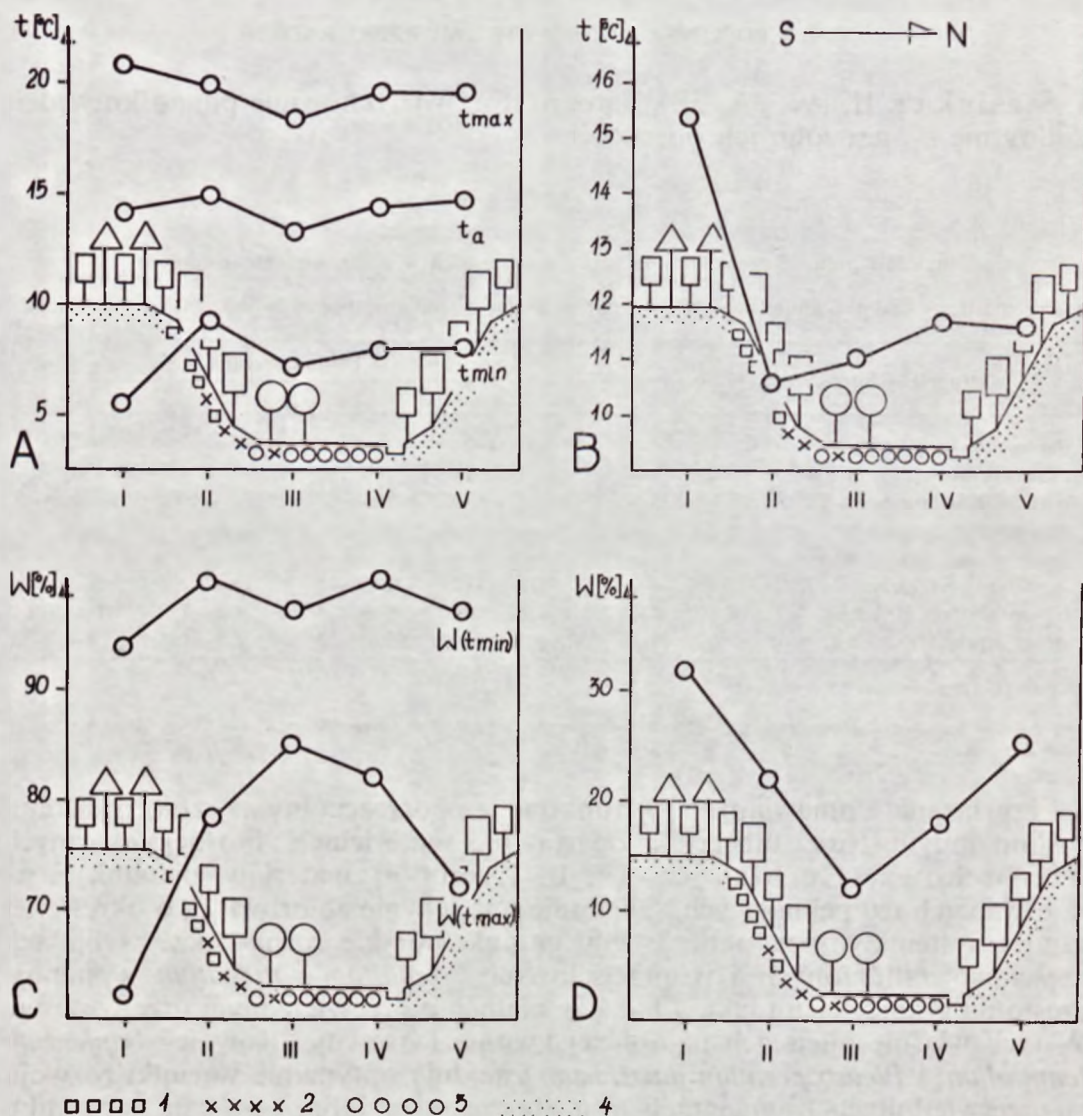 t [°C]
20
15
10
5
tmax
ta
tmin
A
I II III IV V
t [°C]
S N
16
15
14
13
12
11
10
B
I II III IV V
W[%]
90
80
70
W(tmin)
W(tmax)
C
I II III IV V
W[%]
30
20
10
D
I II III IV V
1 2 3 4